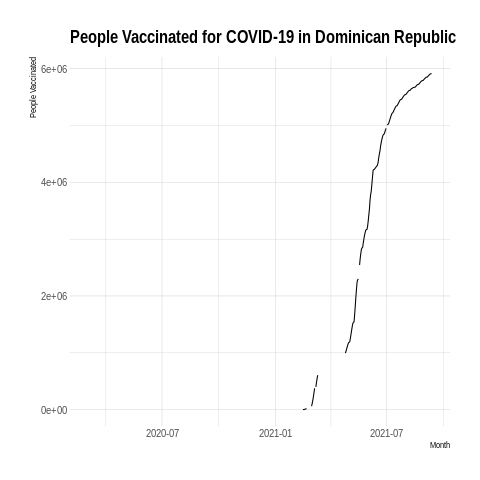 People Vaccinated for COVID-19 in Dominican Republic
People Vaccinated
6e+06
4e+06
2e+06
0e+00
2020-07
2021-01
2021-07
Month